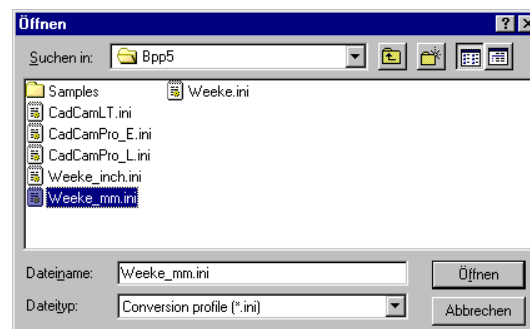 Öffnen
Suchen in: Bpp5
Samples Weeke.ini
CadCamLT.ini
CadCamPro_E.ini
CadCamPro_L.ini
Weeke_inch.ini
Weeke_mm.ini
Dateiname: Weeke_mm.ini Öffnen
Dateityp: Conversion profile (*.ini) Abbrechen